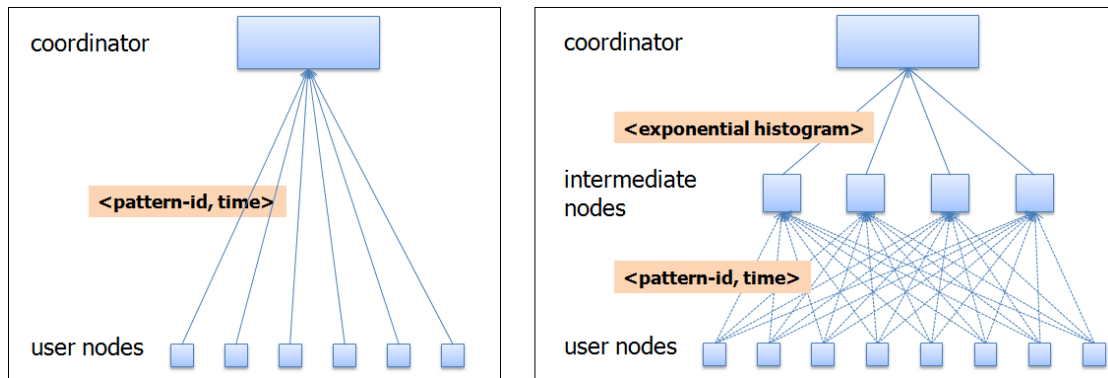 coordinator
<pattern-id, time>
user nodes
coordinator
<exponential histogram>
intermediate
nodes
<pattern-id, time>
user nodes